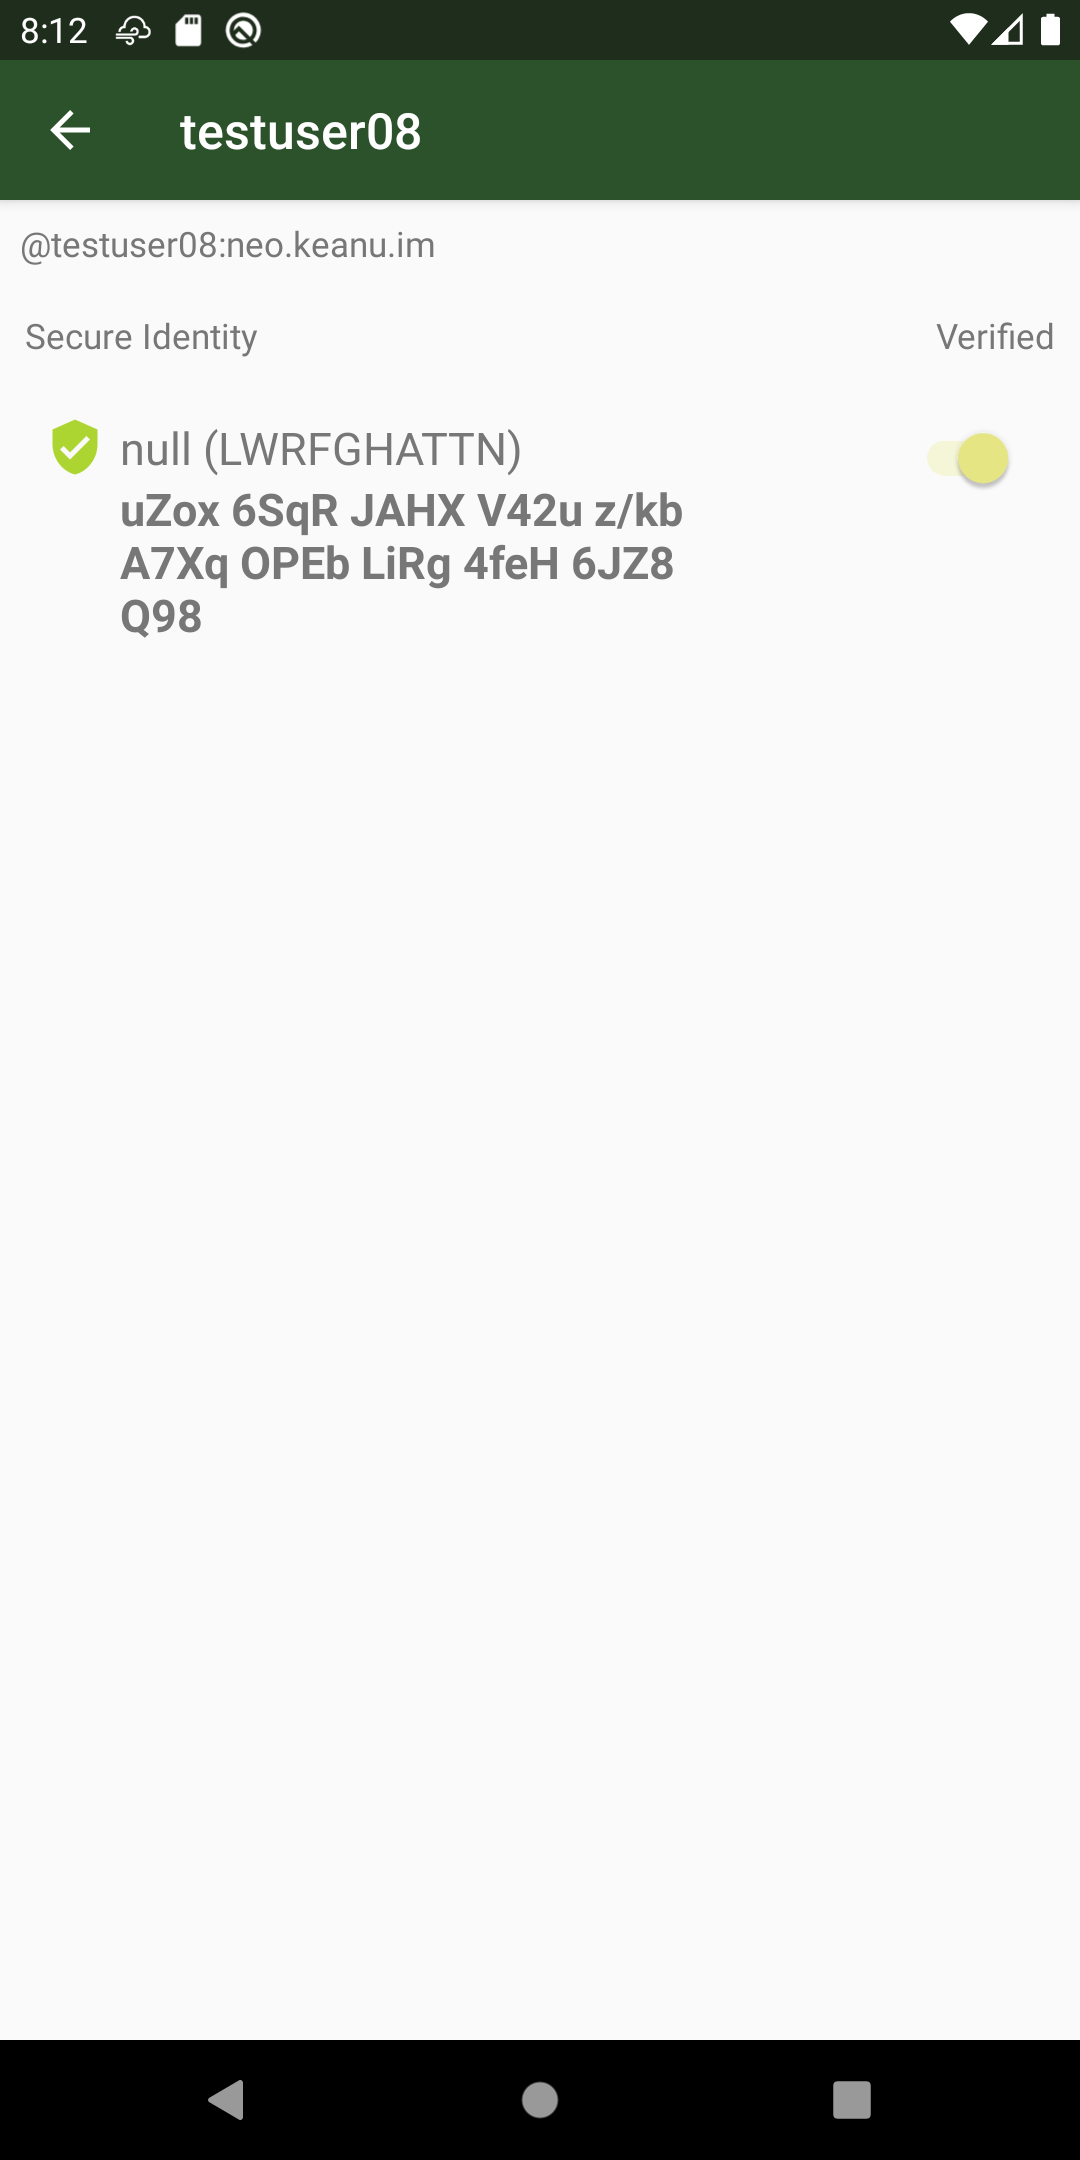 8:12
testuser08
@testuser08:neo.keanu.im
Secure Identity Verified
null (LWRFGHATTN)
uZox 6SqR JAHX V42u z/kb
A7Xq OPEb LiRg 4feH 6JZ8
Q98